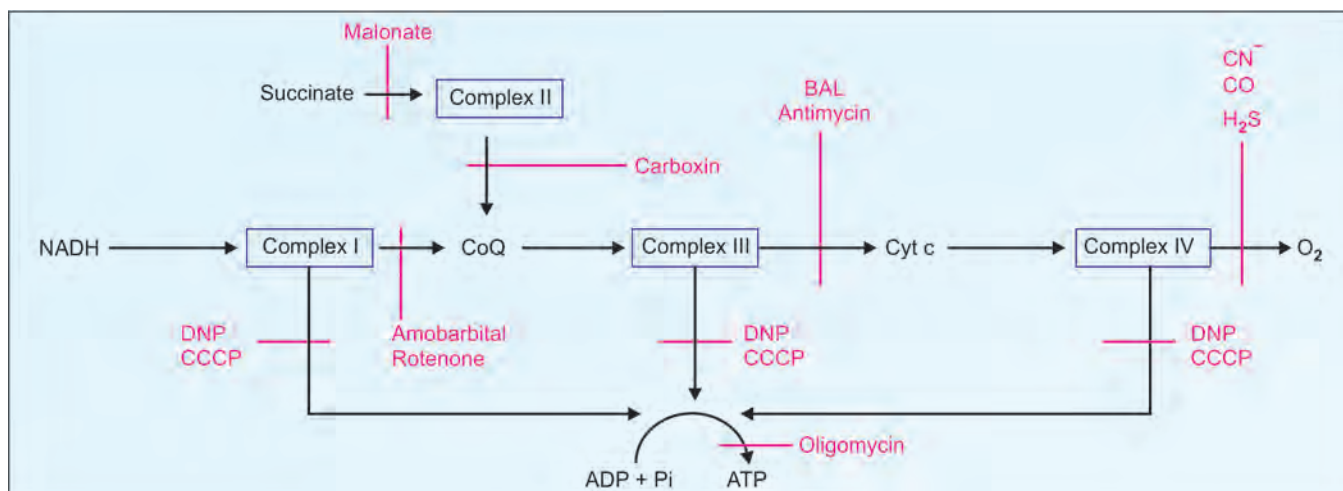 Malonate
Succinate
Complex II
BAL
Antimycin
CN⁻
CO
H₂S
Carboxin
NADH
Complex I
CoQ
Complex III
Cyt c
Complex IV
O₂
DNP
CCCP
Amobarbital
Rotenone
DNP
CCCP
DNP
CCCP
Oligomycin
ADP + Pi
ATP